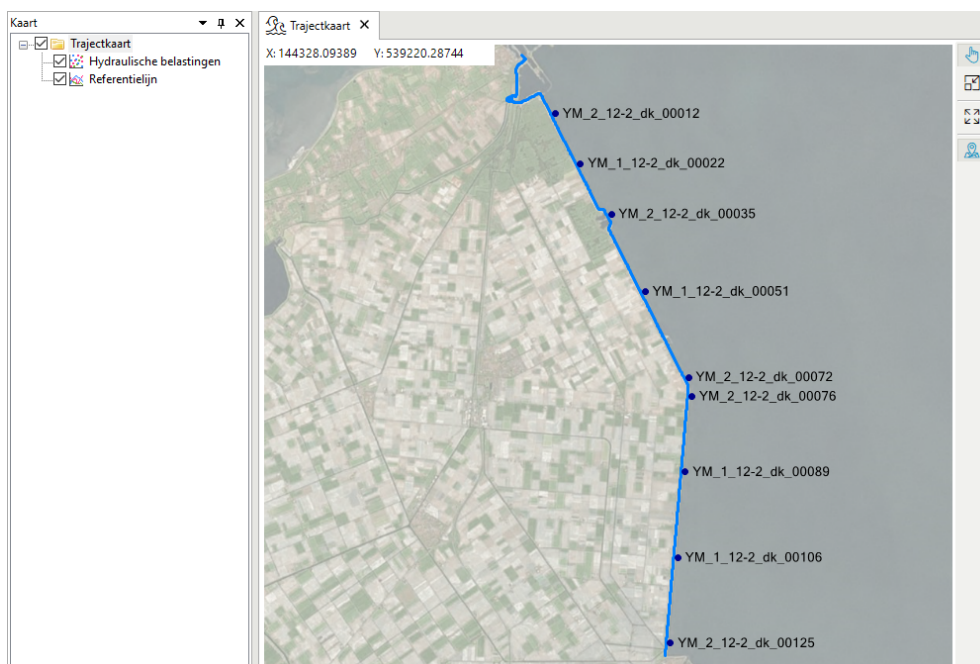 Kaart
Trajectkaart
Hydraulische belastingen
Referentielijn
Trajectkaart
X: 144328.09389 Y: 539220.28744
YM_2_12-2_dk_00012
YM_1_12-2_dk_00022
YM_2_12-2_dk_00035
YM_1_12-2_dk_00051
YM_2_12-2_dk_00072
YM_2_12-2_dk_00076
YM_1_12-2_dk_00089
YM_1_12-2_dk_00106
YM_2_12-2_dk_00125